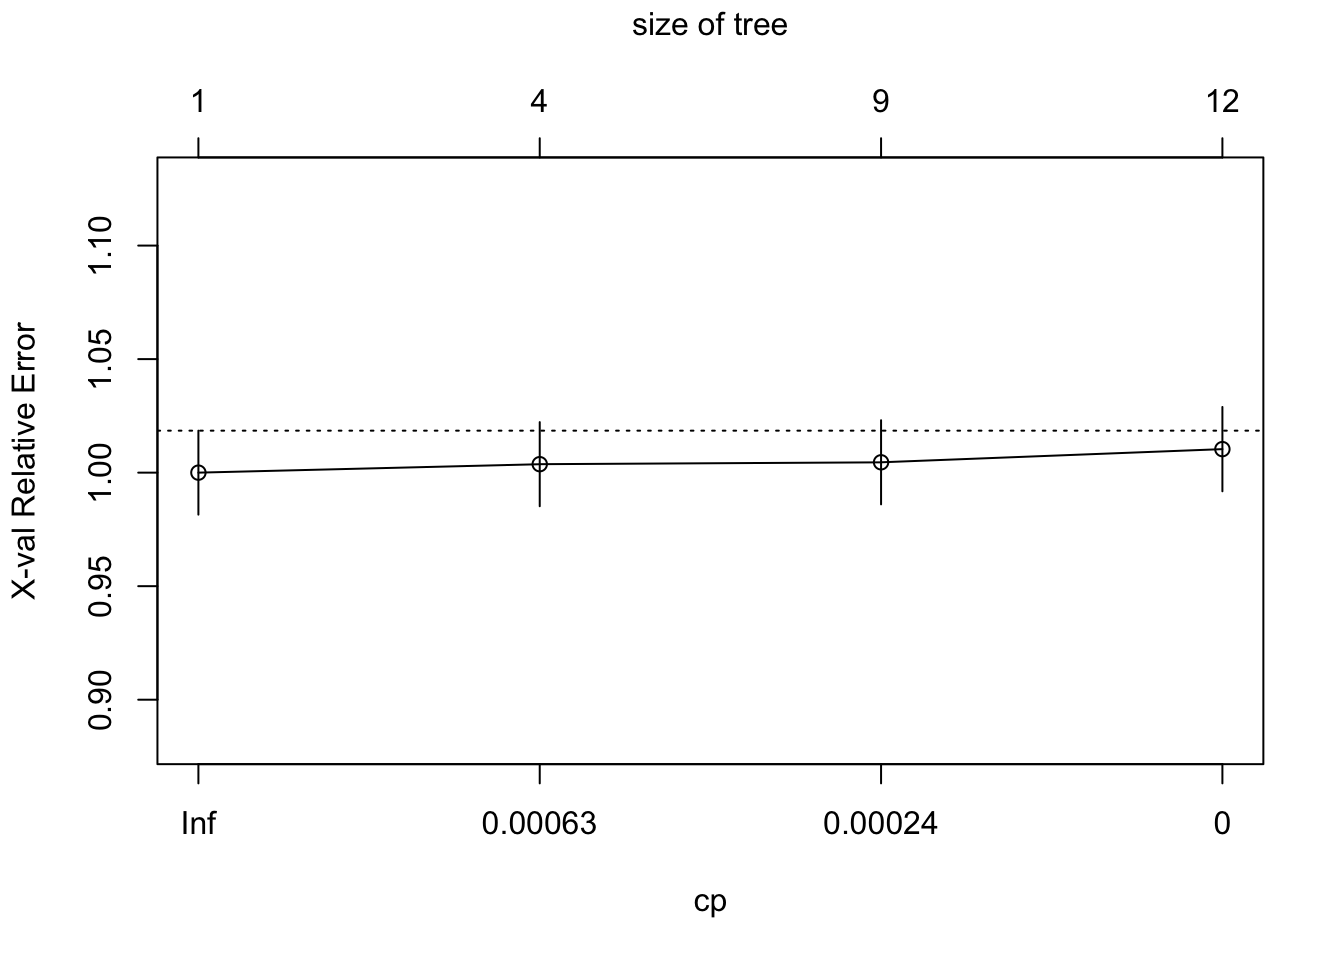 size of tree
1 4 9 12
X-val Relative Error
1.10
1.05
1.00
0.95
0.90
Inf 0.00063 0.00024 0
cp